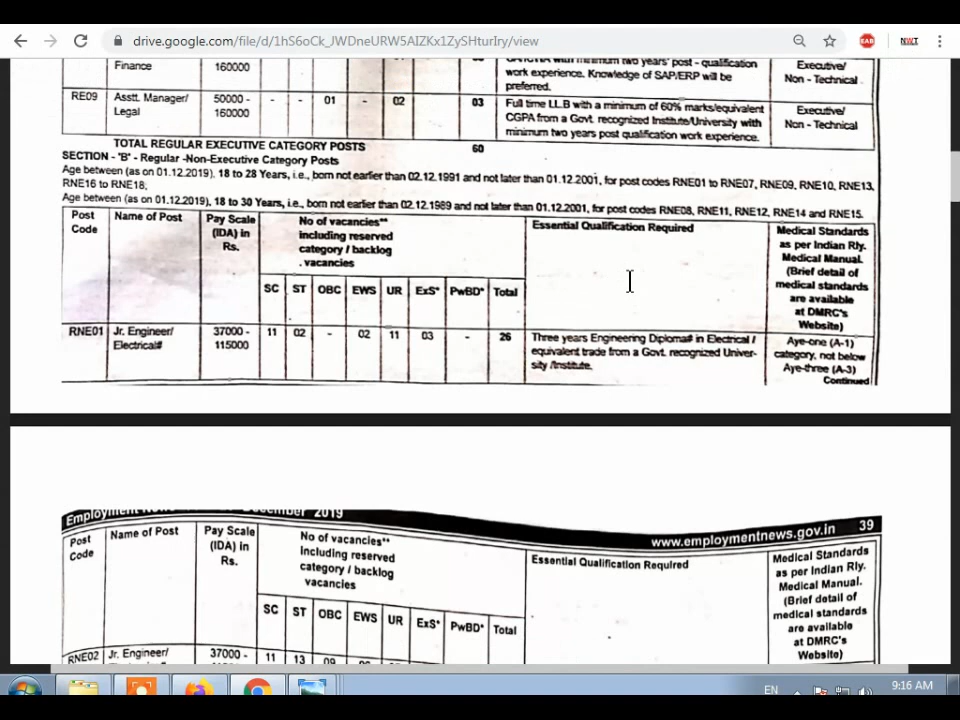 drive.google.com/file/d/1hS6oCk_JWDneURW5AIZKx1ZySHturIry/view
Finance 160000 with minimum two years' post - qualification Executive/
work experience. Knowledge of SAP/ERP will be Non - Technical
preferred.
RE09 Asstt. Manager/ 50000 - - - 01 - 02 03 Full time LL.B with a minimum of 60% marks/equivalent Executive/
Legal 160000 CGPA from a Govt. recognized Institute/University with Non - Technical
minimum two years post qualification work experience.
TOTAL REGULAR EXECUTIVE CATEGORY POSTS 60
SECTION - 'B' - Regular -Non-Executive Category Posts
Age between (as on 01.12.2019). 18 to 28 Years, i.e., born not earlier than 02.12.1991 and not later than 01.12.2001, for post codes RNE01 to RNE07, RNE09, RNE10, RNE13,
RNE16 to RNE18,
Age between (as on 01.12.2019), 18 to 30 Years, i.e., born not earlier than 02.12.1989 and not later than 01.12.2001, for post codes RNE08, RNE11, RNE12, RNE14 and RNE15.
Post Name of Post Pay Scale No of vacancies** Essential Qualification Required Medical Standards
Code (IDA) in including reserved as per Indian Rly.
Rs. category / backlog Medical Manual.
. vacancies (Brief detail of
SC ST OBC EWS UR ExS* PwBD* Total medical standards
are available
at DMRC's
Website)
RNE01 Jr. Engineer/ 37000 - 11 02 - 02 11 03 - 26 Three years Engineering Diploma# in Electrical / Aye-one (A-1)
Electrical# 115000 equivalent trade from a Govt. recognized Univer- category, not below
sity /Institute. Aye-three (A-3)
Continued
Employment 2019 www.employmentnews.gov.in 39
Post Name of Post Pay Scale No of vacancies** Essential Qualification Required Medical Standards
Code (IDA) in including reserved as per Indian Rly.
Rs. category / backlog Medical Manual.
vacancies (Brief detail of
SC ST OBC EWS UR ExS* PwBD* Total medical standards
are available
at DMRC's
Website)
RNE02 Jr. Engineer/ 37000 - 11 13 09
EN 9:16 AM